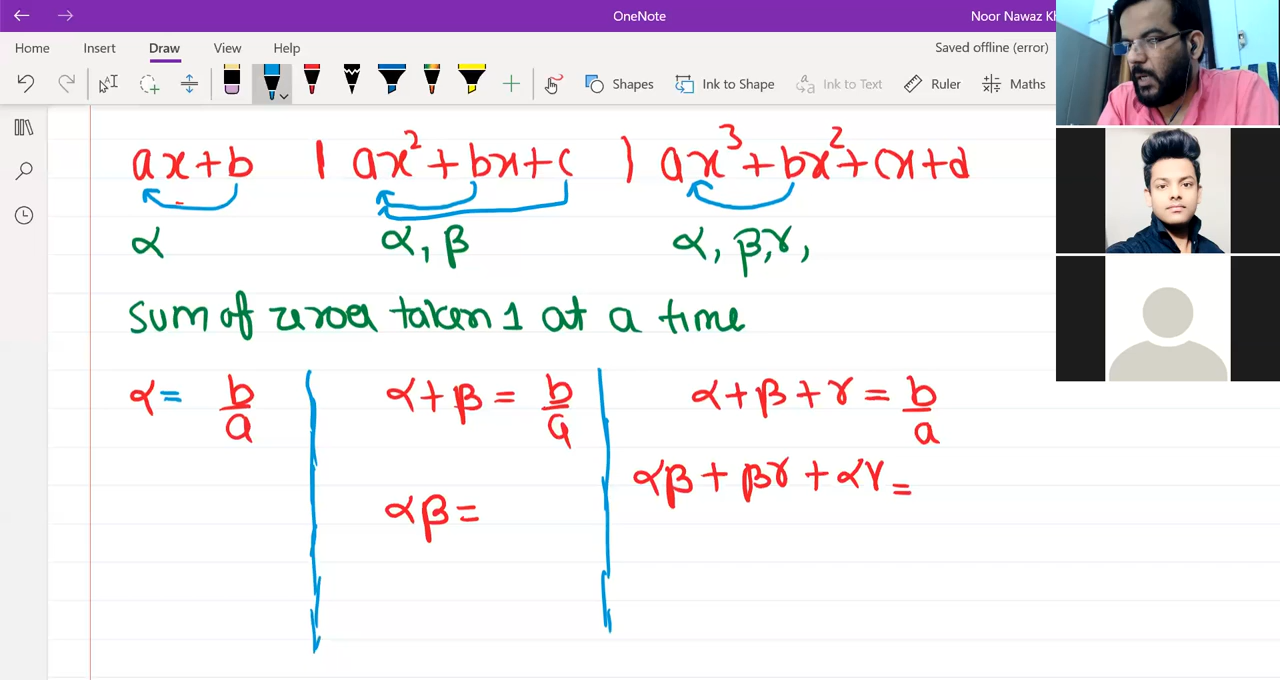 OneNote
Noor Nawaz Kh
Home Insert Draw View Help
Saved offline (error)
Shapes Ink to Shape Ink to Text Ruler Maths
ax+b | ax²+bx+c | ax³+bx²+cx+d
α α, β α, β, γ,
Sum of zeroes taken 1 at a time
α = b/a α+β = b/a α+β+γ = b/a
αβ+βγ+αγ =
αβ =